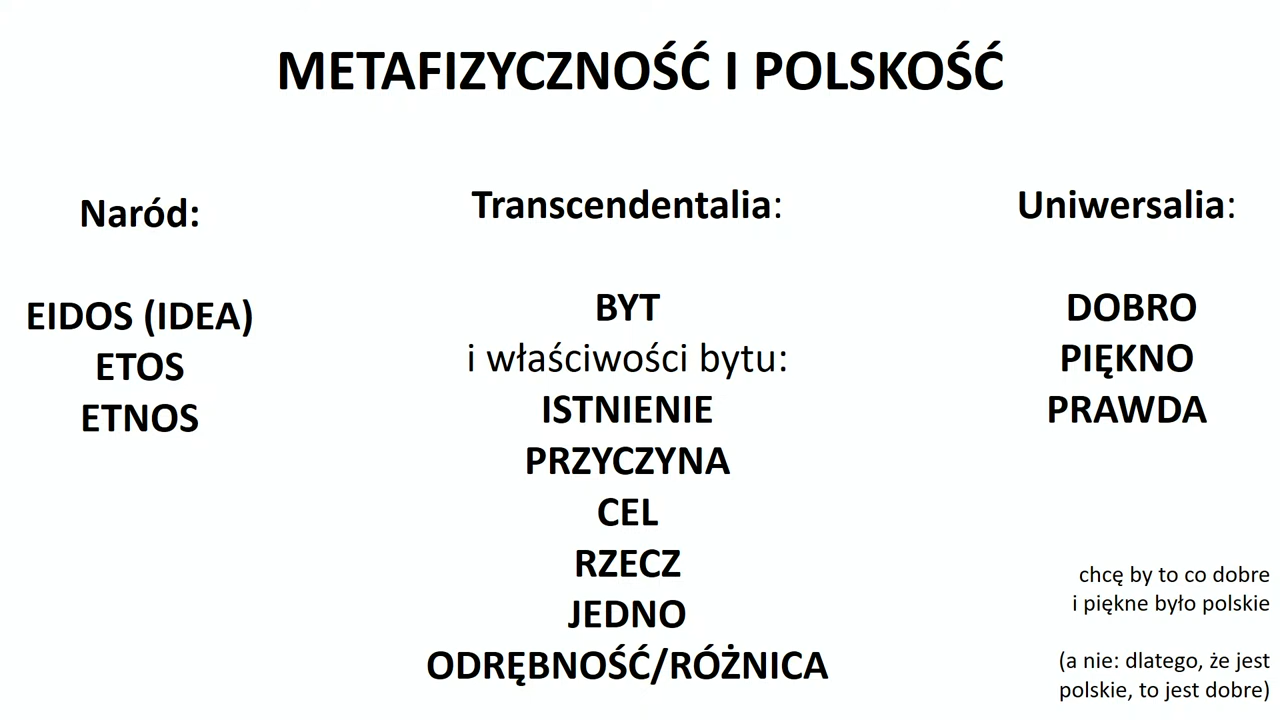 METAFIZYCZNOŚĆ I POLSKOŚĆ
Naród:
EIDOS (IDEA)
ETOS
ETNOS
Transcendentalia:
BYT
i właściwości bytu:
ISTNIENIE
PRZYCZYNA
CEL
RZECZ
JEDNO
ODRĘBNOŚĆ/RÓŻNICA
Uniwersalia:
DOBRO
PIĘKNO
PRAWDA
chcę by to co dobre
i piękne było polskie
(a nie: dlatego, że jest
polskie, to jest dobre)